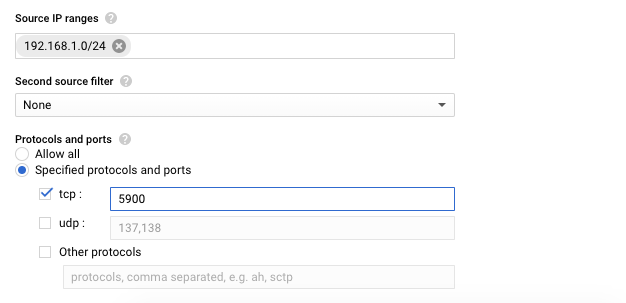 Source IP ranges
192.168.1.0/24
Second source filter
None
Protocols and ports
Allow all
Specified protocols and ports
tcp :
5900
udp :
137,138
Other protocols
protocols, comma separated, e.g. ah, sctp